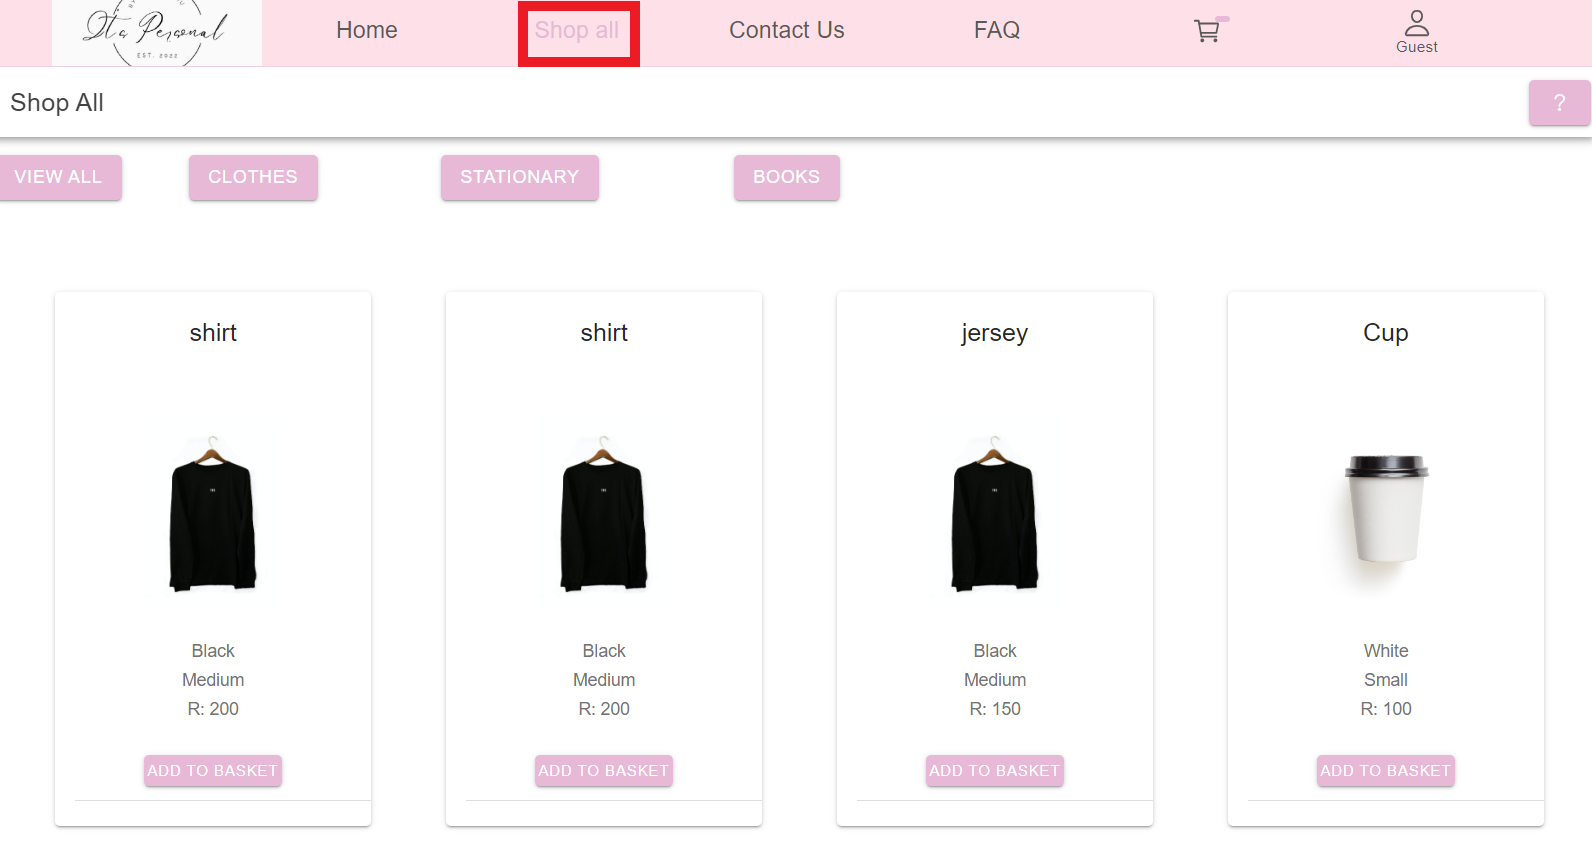 It's Personal
EST. 2022
Home
Shop all
Contact Us
FAQ
Guest
Shop All
?
VIEW ALL
CLOTHES
STATIONARY
BOOKS
shirt
Black
Medium
R: 200
ADD TO BASKET
shirt
Black
Medium
R: 200
ADD TO BASKET
jersey
Black
Medium
R: 150
ADD TO BASKET
Cup
White
Small
R: 100
ADD TO BASKET